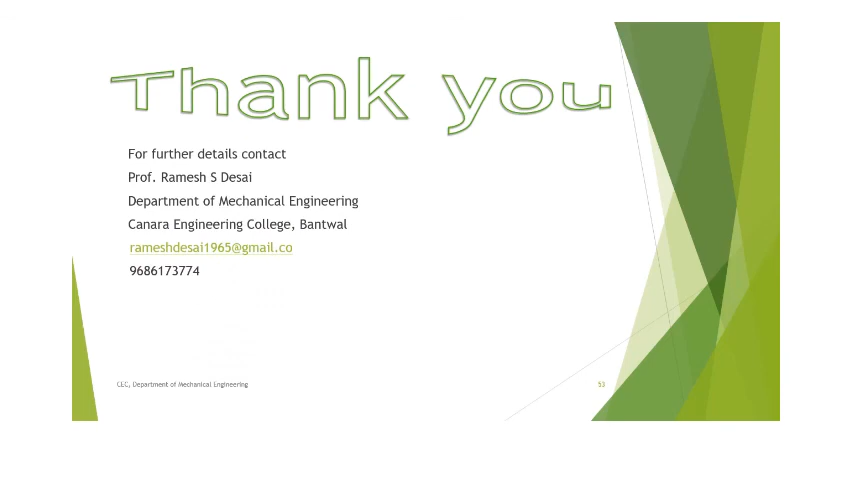 Thank you
For further details contact
Prof. Ramesh S Desai
Department of Mechanical Engineering
Canara Engineering College, Bantwal
rameshdesai1965@gmail.co
9686173774
CEC, Department of Mechanical Engineering
53